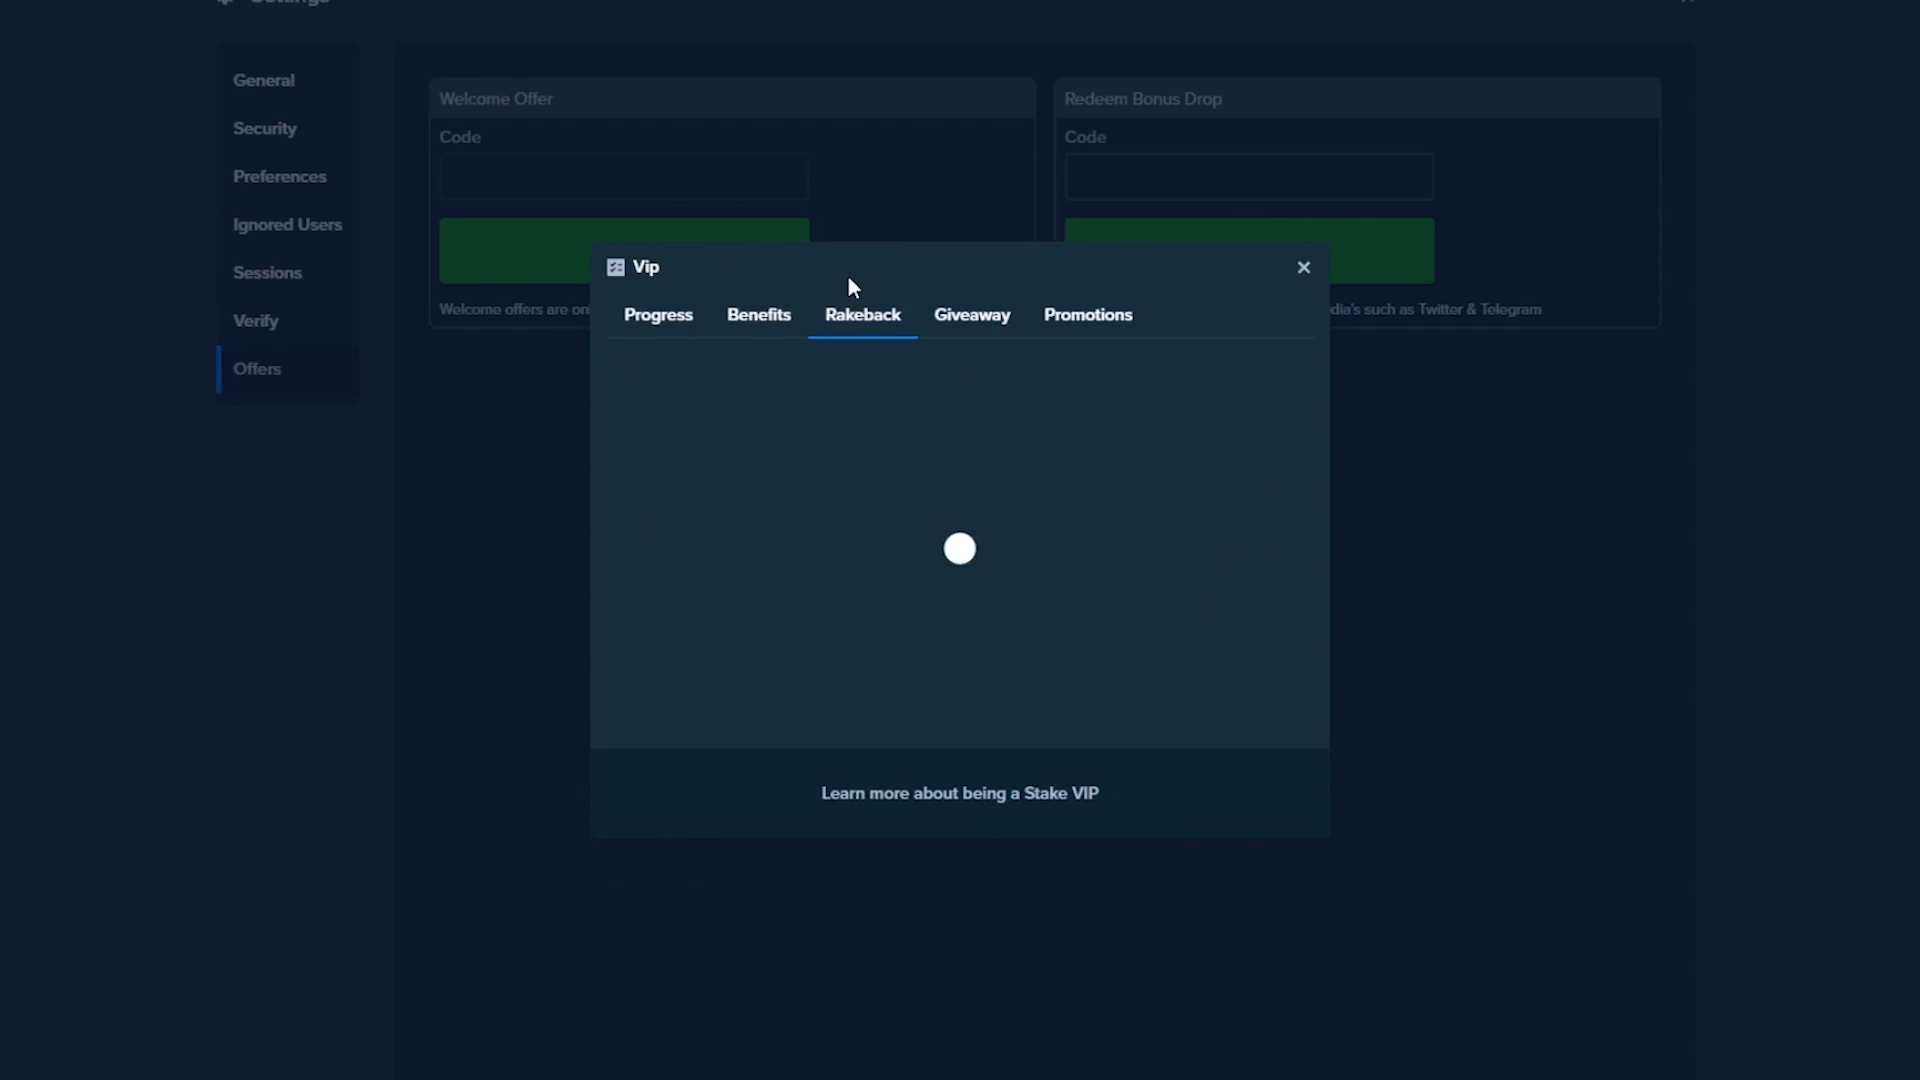 Settings
General
Security
Preferences
Ignored Users
Sessions
Verify
Offers
Welcome Offer
Code
Welcome offers are on
Redeem Bonus Drop
Code
dia's such as Twitter & Telegram
Vip
Progress
Benefits
Rakeback
Giveaway
Promotions
Learn more about being a Stake VIP